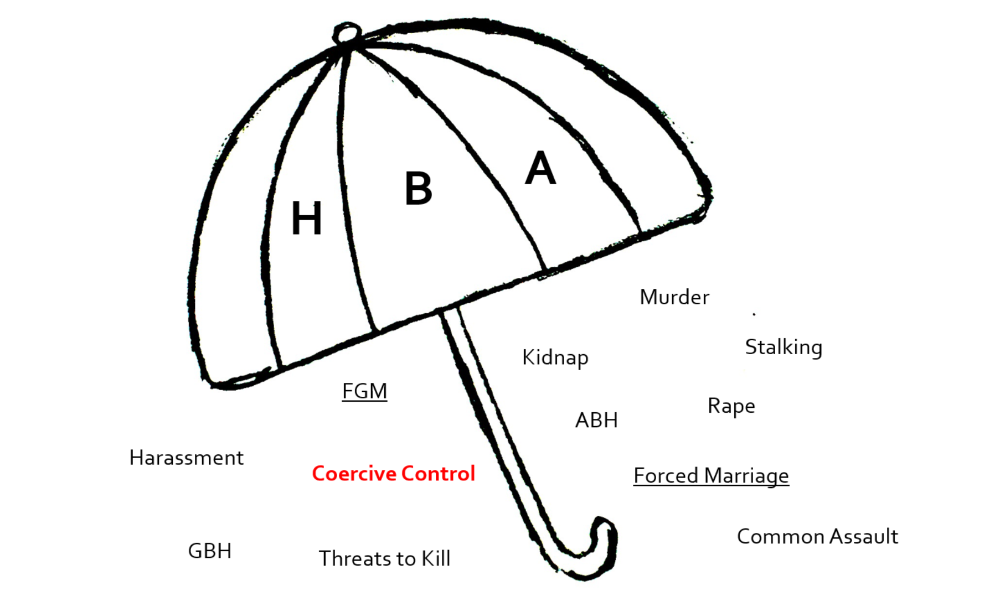 H
B
A
Murder
Stalking
Kidnap
FGM
Rape
ABH
Harassment
Coercive Control
Forced Marriage
Common Assault
GBH
Threats to Kill